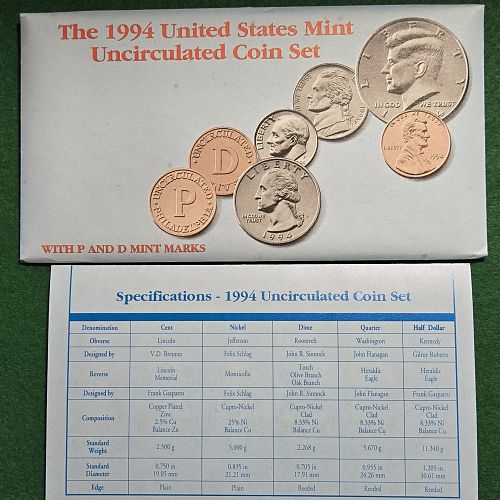 The 1994 United States Mint
Uncirculated Coin Set
LIBERTY
IN GOD WE TRUST
IN GOD WE TRUST
LIBERTY
LIBERTY 1994
UNCIRCULATED
D
UNCIRCULATED
P
PHILADELPHIA
LIBERTY
IN GOD WE TRUST
1994
WITH P AND D MINT MARKS
Specifications - 1994 Uncirculated Coin Set
Denomination Cent Nickel Dime Quarter Half Dollar
Obverse Lincoln Jefferson Roosevelt Washington Kennedy
Designed by V.D. Brenner Felix Schlag John R. Sinnock John Flanagan Gilroy Roberts
Reverse Lincoln Memorial Monticello Torch Olive Branch Oak Branch Heraldic Eagle Heraldic Eagle
Designed by Frank Gasparro Felix Schlag John R. Sinnock John Flanagan Frank Gasparro
Composition Copper Plated Zinc 2.5% Cu Balance Zn Cupro-Nickel 25% Ni Balance Cu Cupro-Nickel Clad 8.33% Ni Balance Cu Cupro-Nickel Clad 8.33% Ni Balance Cu Cupro-Nickel Clad 8.33% Ni Balance Cu
Standard Weight 2.500 g 5.000 g 2.268 g 5.670 g 11.340 g
Standard Diameter 0.750 in 19.05 mm 0.835 in 21.21 mm 0.705 in 17.91 mm 0.955 in 24.26 mm 1.205 in 30.61 mm
Edge Plain Plain Reeded Reeded Reeded